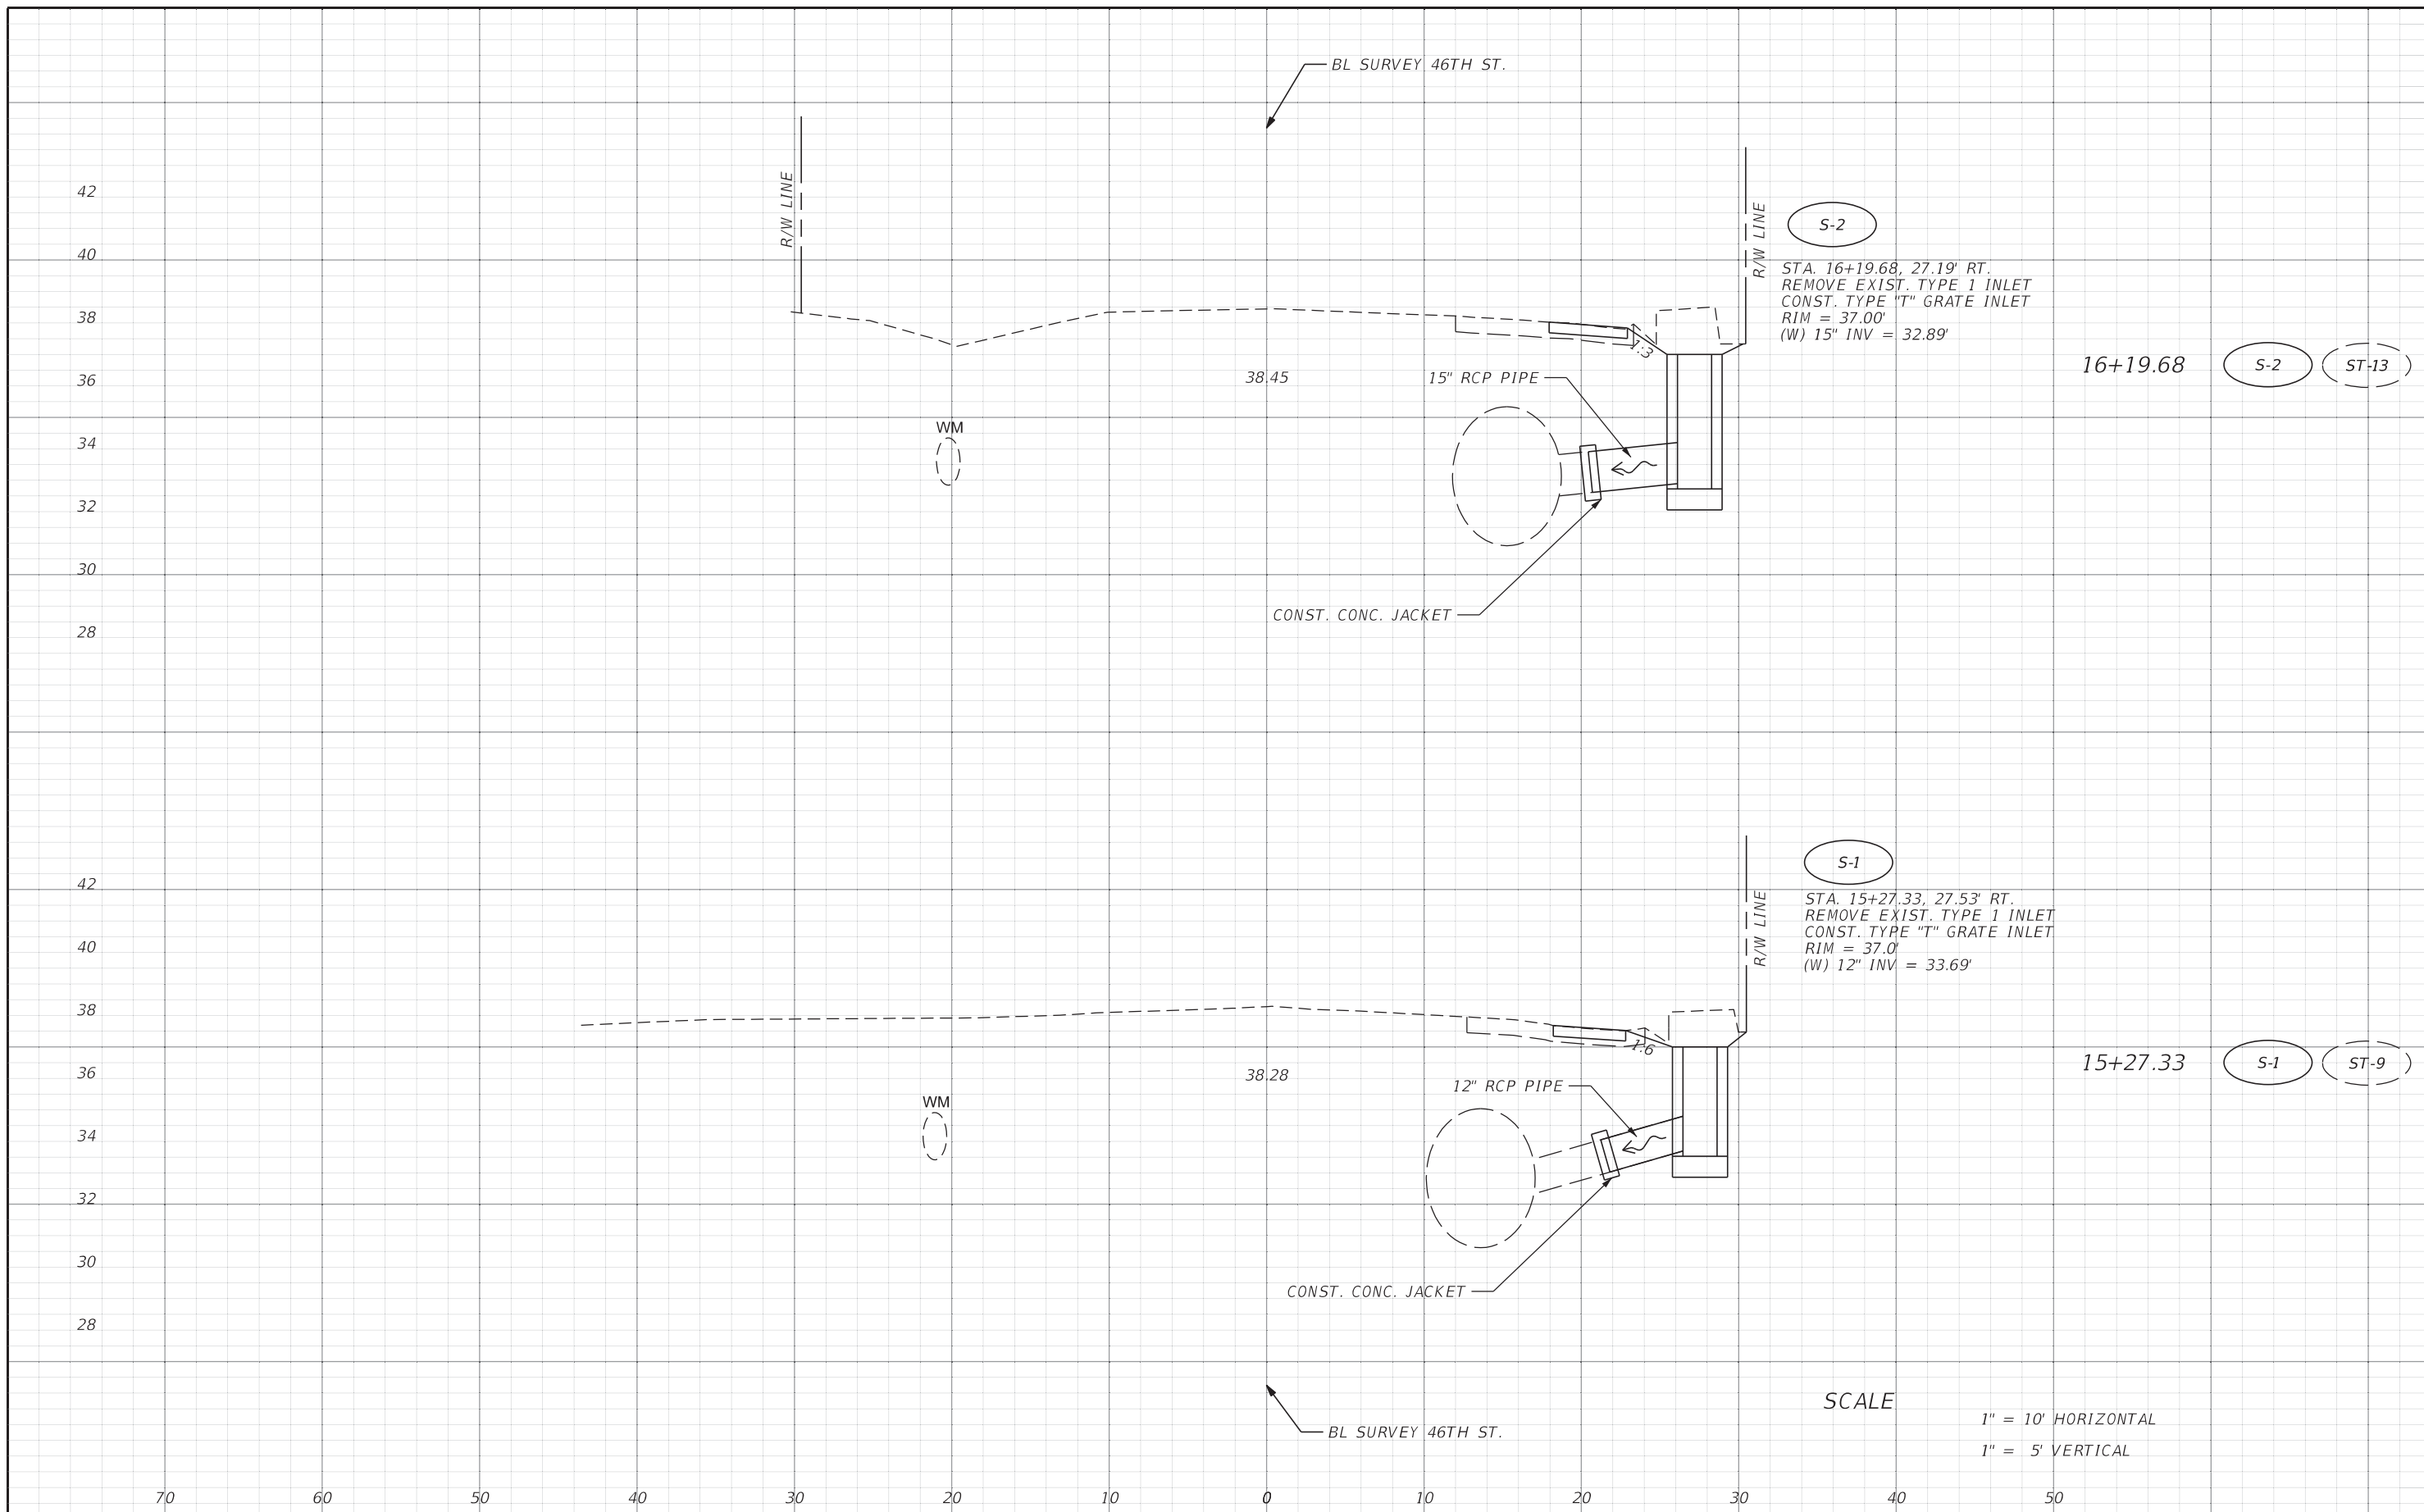 BL SURVEY 46TH ST.
R/W LINE
R/W LINE
S-2
STA. 16+19.68, 27.19' RT.
REMOVE EXIST. TYPE 1 INLET
CONST. TYPE "T" GRATE INLET
RIM = 37.00'
(W) 15" INV = 32.89'
42
40
38
36
34
32
30
28
1:3
38.45
15" RCP PIPE
16+19.68
S-2
ST-13
WM
CONST. CONC. JACKET
S-1
STA. 15+27.33, 27.53' RT.
REMOVE EXIST. TYPE 1 INLET
CONST. TYPE "T" GRATE INLET
RIM = 37.0'
(W) 12" INV = 33.69'
R/W LINE
42
40
38
36
34
32
30
28
1:6
38.28
12" RCP PIPE
15+27.33
S-1
ST-9
WM
CONST. CONC. JACKET
BL SURVEY 46TH ST.
SCALE
1" = 10' HORIZONTAL
1" = 5' VERTICAL
70 60 50 40 30 20 10 0 10 20 30 40 50